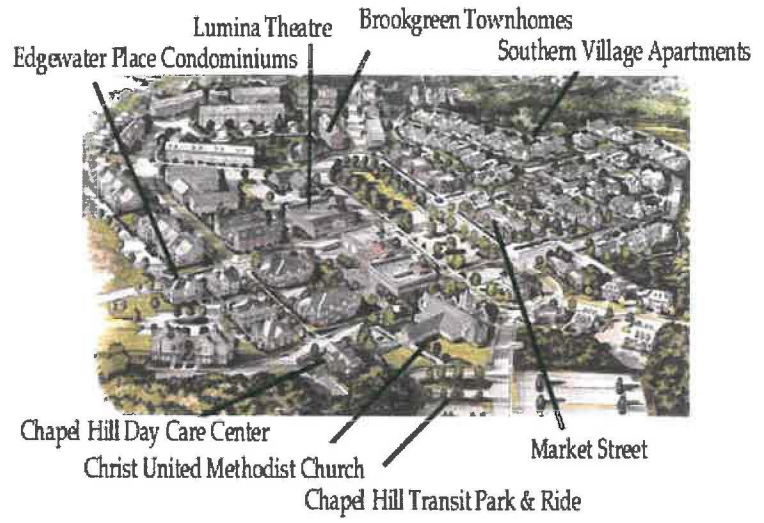 Lumina Theatre
Brookgreen Townhomes
Edgewater Place Condominiums
Southern Village Apartments
Chapel Hill Day Care Center
Market Street
Christ United Methodist Church
Chapel Hill Transit Park & Ride